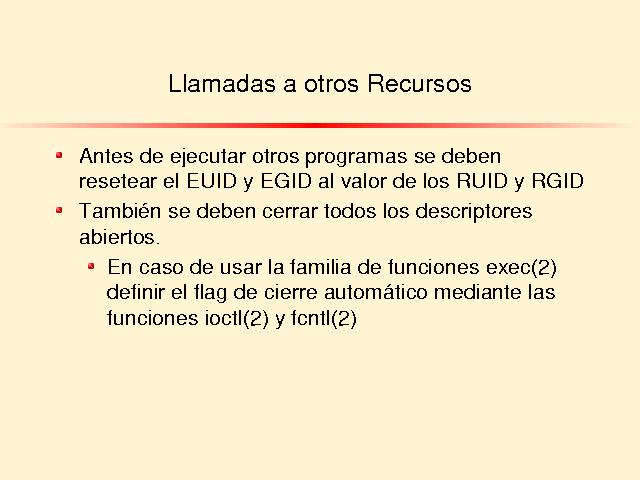 Llamadas a otros Recursos
Antes de ejecutar otros programas se deben
resetear el EUID y EGID al valor de los RUID y RGID
También se deben cerrar todos los descriptores
abiertos.
En caso de usar la familia de funciones exec(2)
definir el flag de cierre automático mediante las
funciones ioctl(2) y fcntl(2)